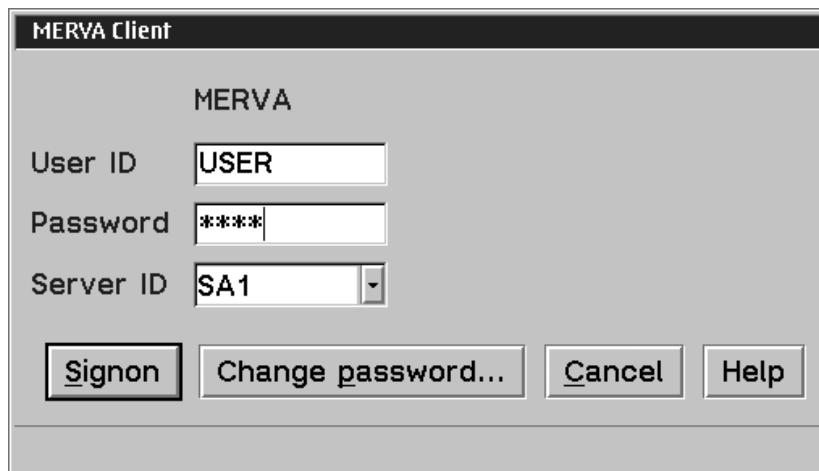 MERVA Client
MERVA
User ID USER
Password ****
Server ID SA1
Signon Change password... Cancel Help